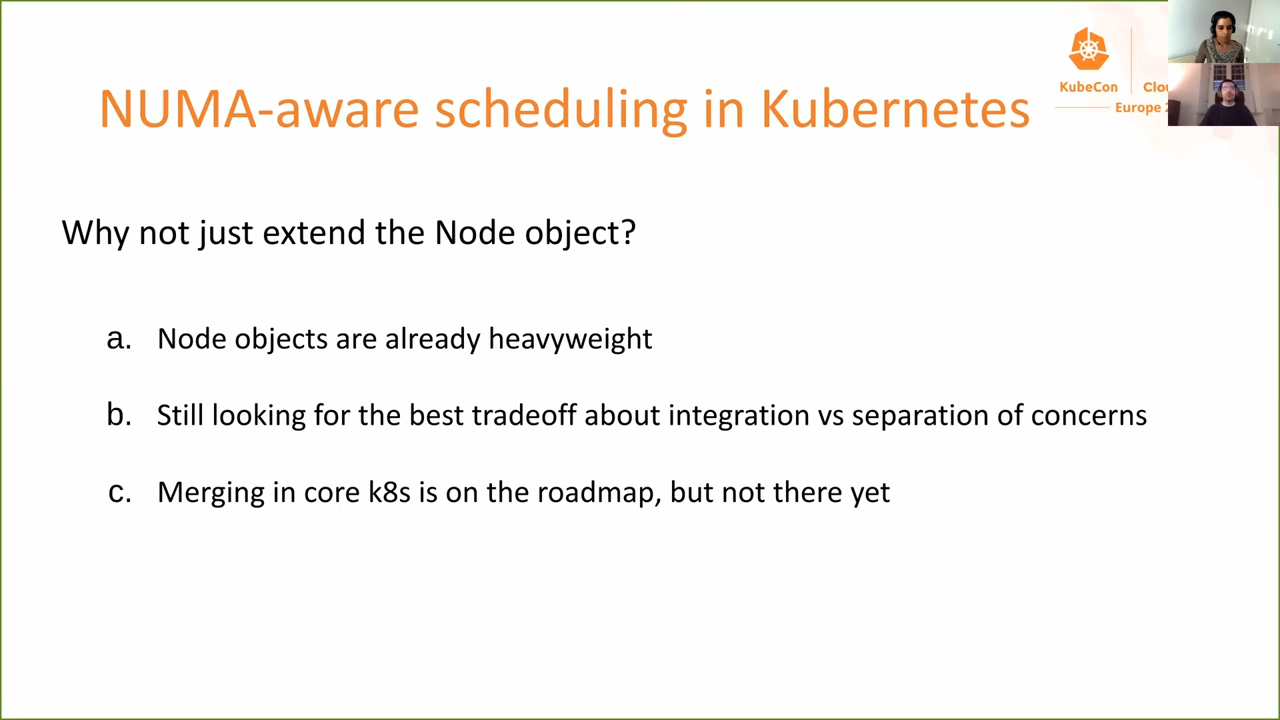 NUMA-aware scheduling in Kubernetes
KubeCon
Europe
Why not just extend the Node object?
a. Node objects are already heavyweight
b. Still looking for the best tradeoff about integration vs separation of concerns
c. Merging in core k8s is on the roadmap, but not there yet